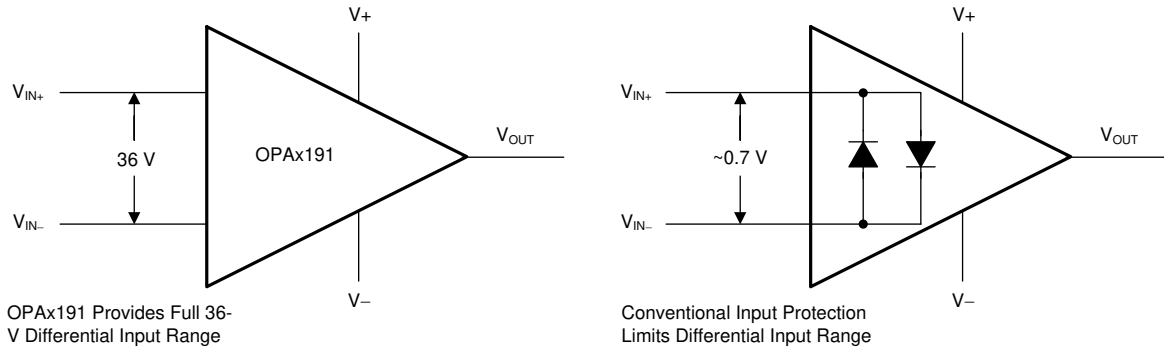 V+
V+
VIN+
VIN+
36 V
OPAx191
VOUT
~0.7 V
VOUT
VIN−
VIN−
V−
V−
OPAx191 Provides Full 36-
V Differential Input Range
Conventional Input Protection
Limits Differential Input Range